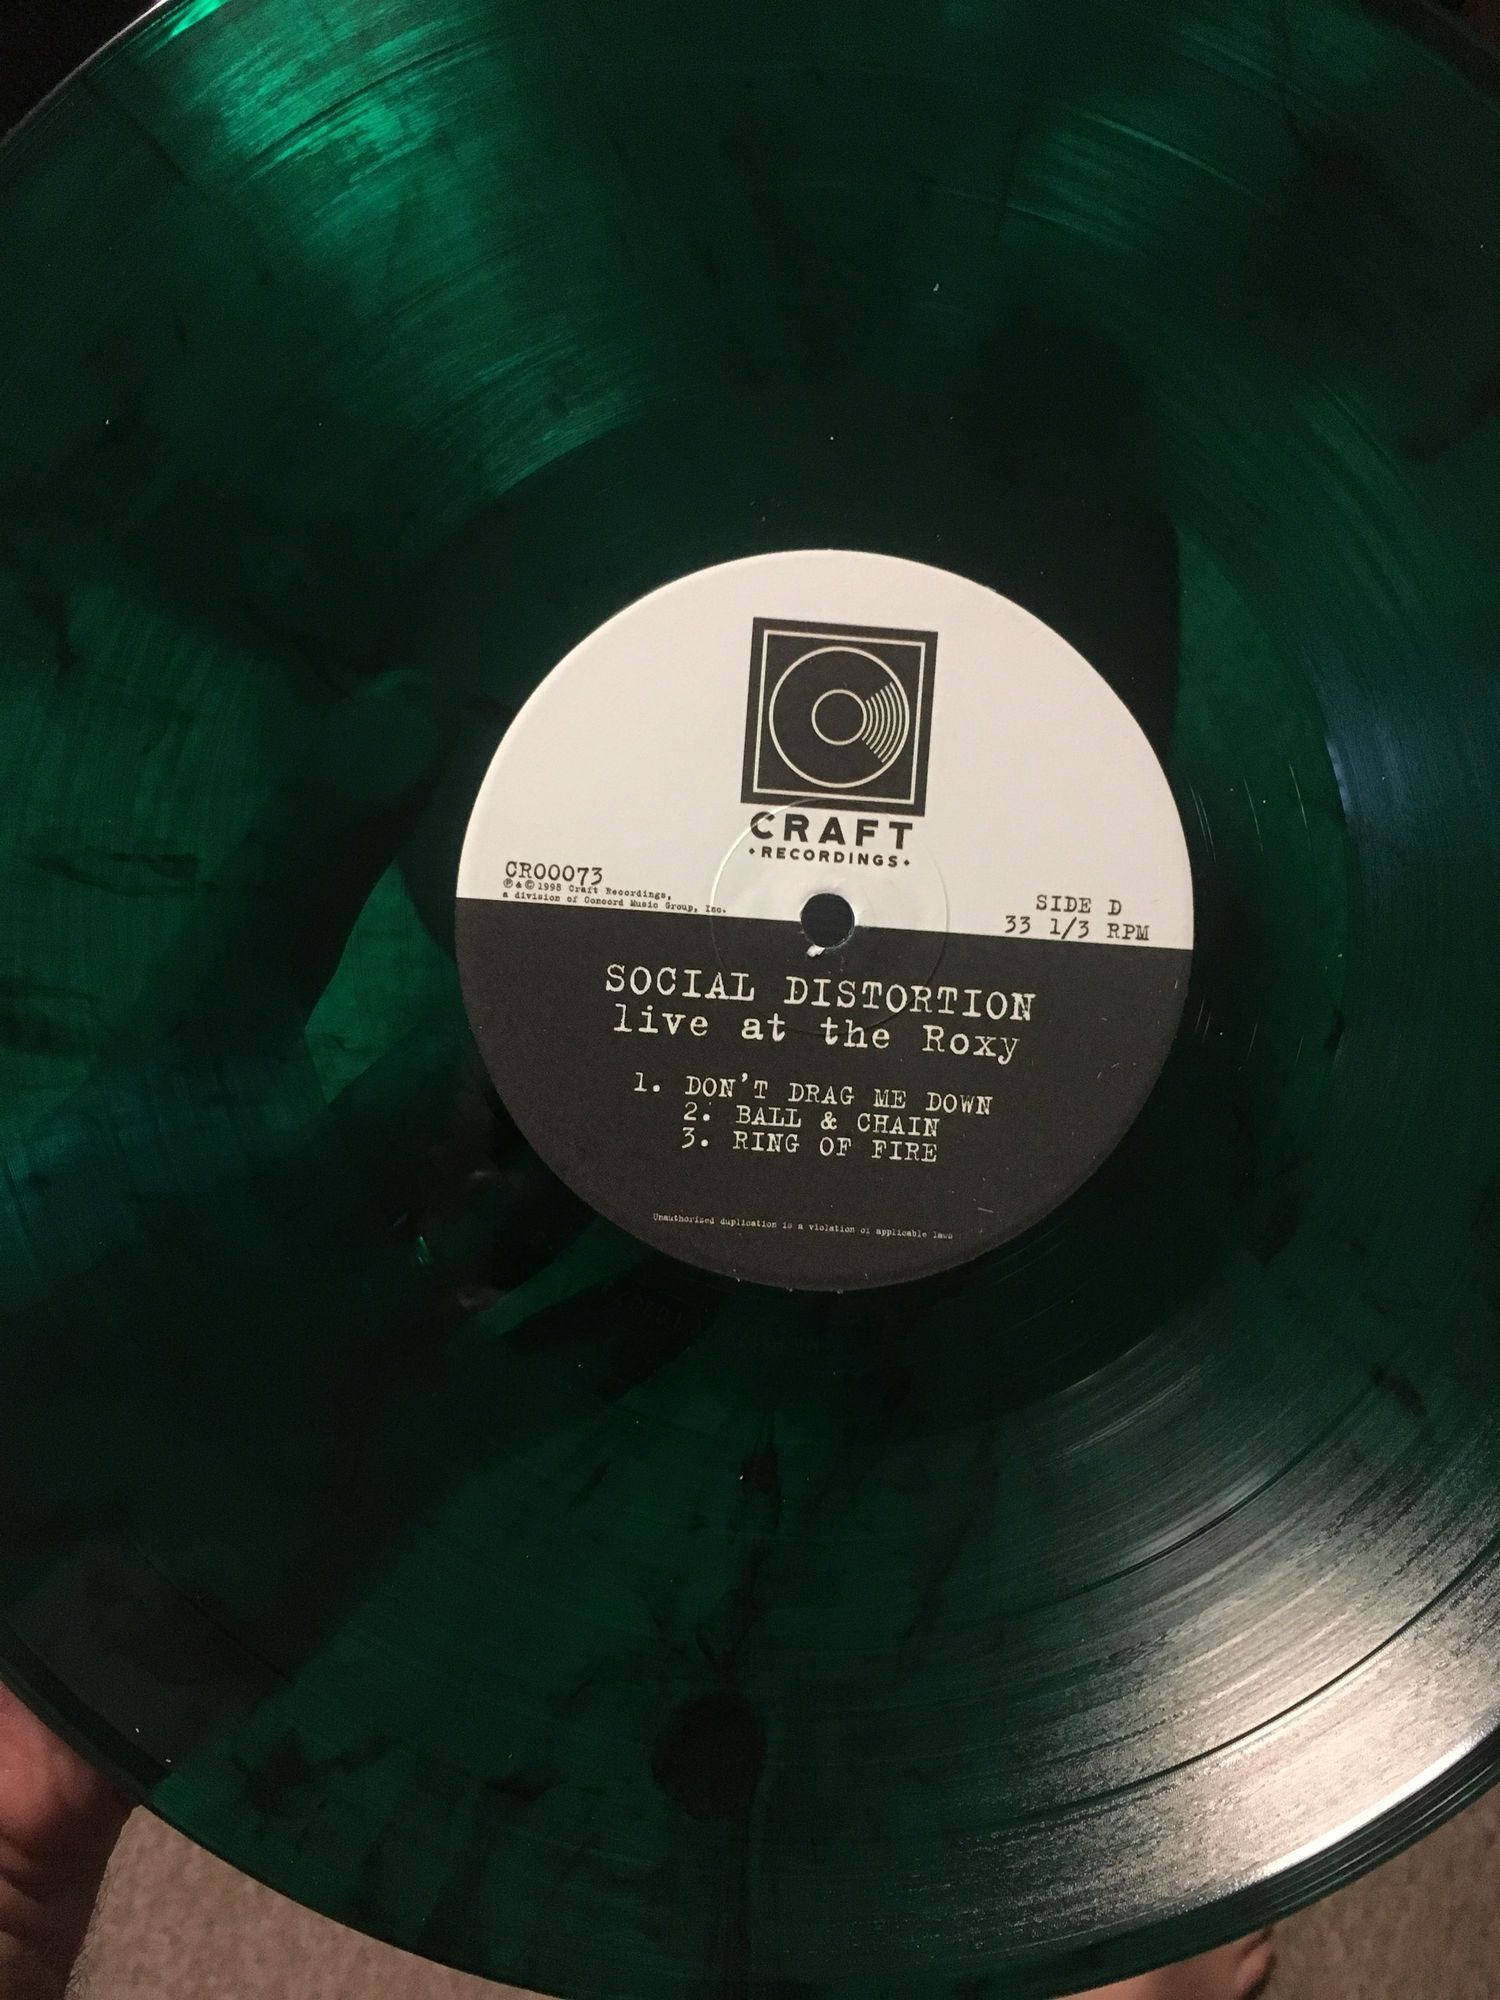 CRAFT
• RECORDINGS •
CR00073
℗ & © 1998 Craft Recordings,
a division of Concord Music Group, Inc.
SIDE D
33 1/3 RPM
SOCIAL DISTORTION
live at the Roxy
1. DON'T DRAG ME DOWN
2. BALL & CHAIN
3. RING OF FIRE
Unauthorized duplication is a violation of applicable laws